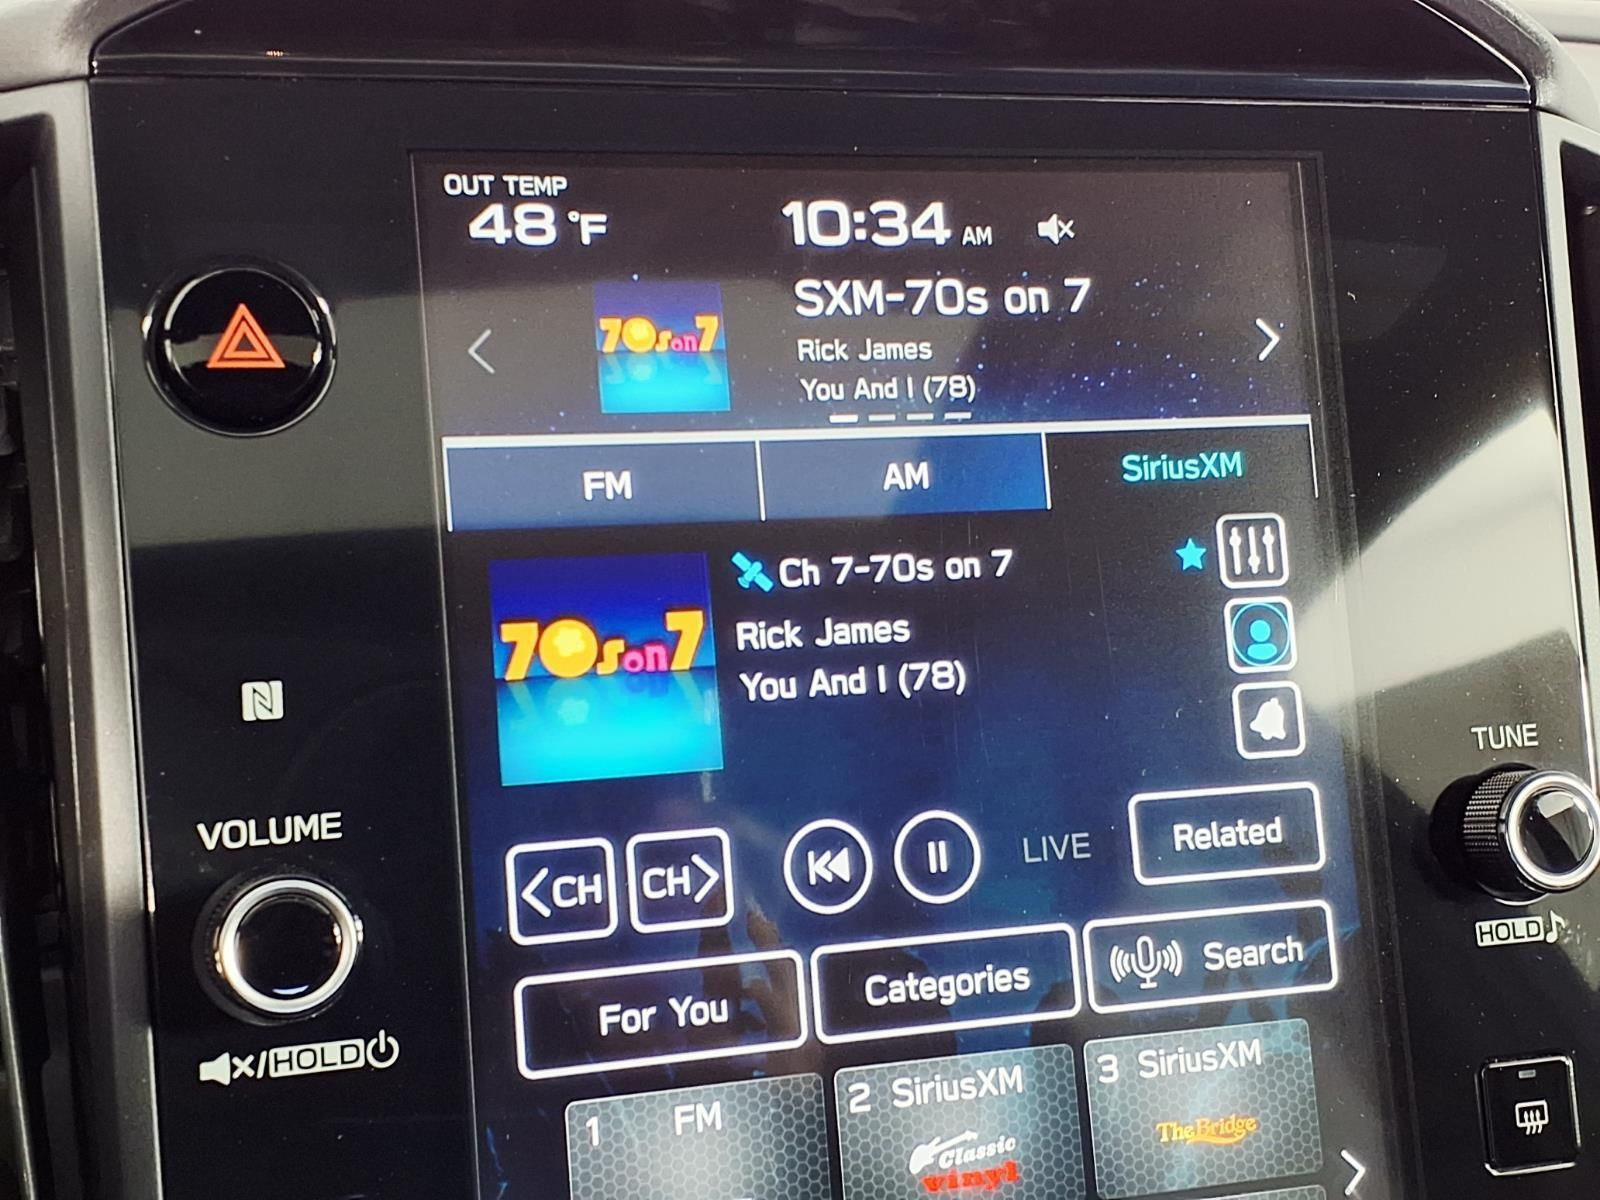 OUT TEMP
48 °F
10:34 AM
70s on 7
SXM-70s on 7
Rick James
You And I (78)
FM
AM
SiriusXM
70s on 7
Ch 7-70s on 7
Rick James
You And I (78)
VOLUME
HOLD
<CH
CH>
LIVE
Related
For You
Categories
Search
1 FM
2 SiriusXM
Classic
vinyl
3 SiriusXM
The Bridge
TUNE
HOLD